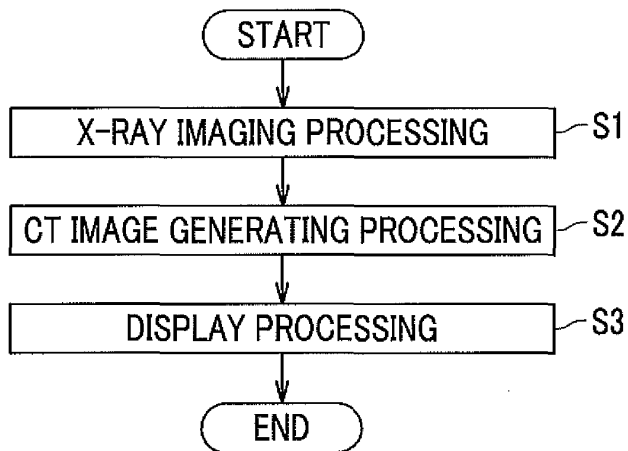 START
X-RAY IMAGING PROCESSING
S1
CT IMAGE GENERATING PROCESSING
S2
DISPLAY PROCESSING
S3
END